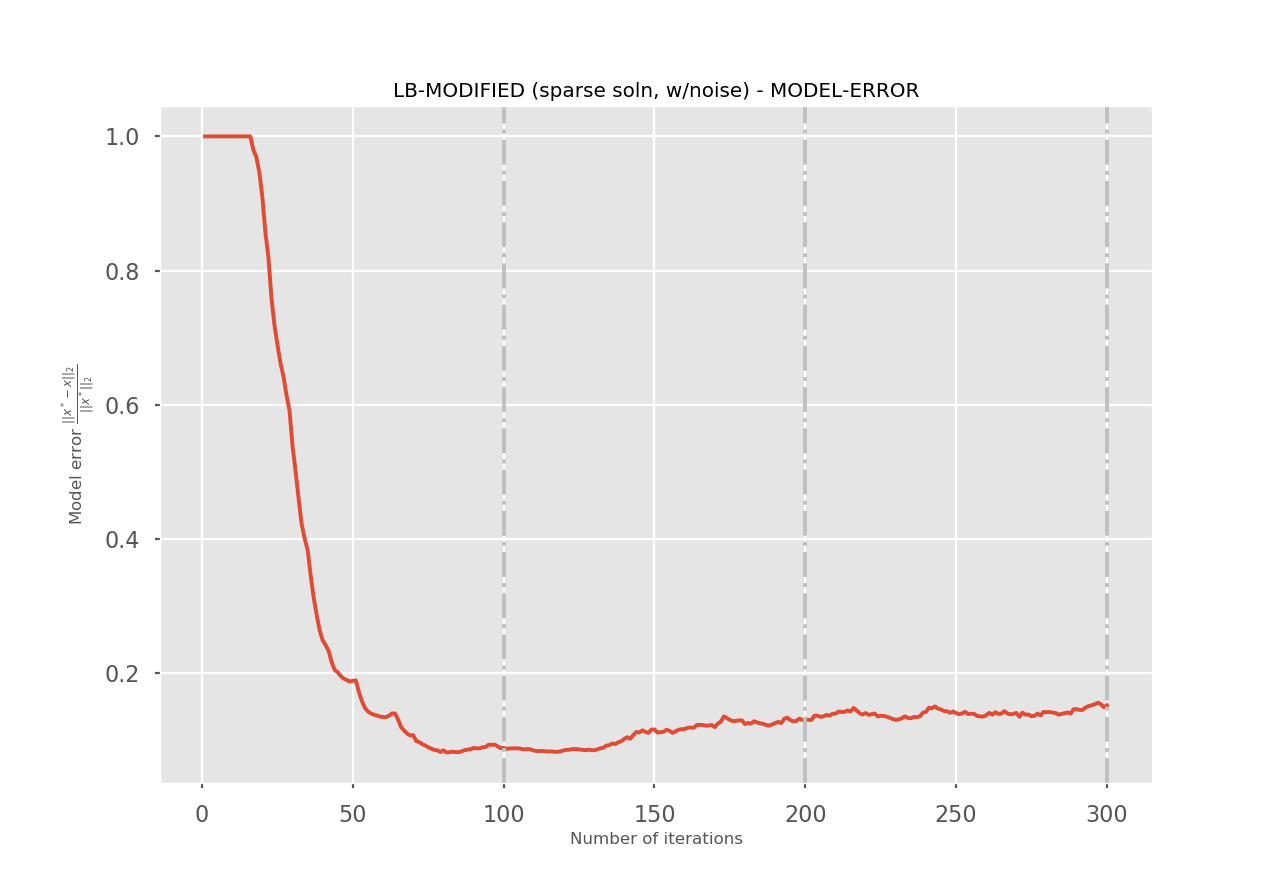 LB-MODIFIED (sparse soln, w/noise) - MODEL-ERROR
1.0
0.8
0.6
0.4
0.2
Model error ||x* − x||₂ / ||x*||₂
0 50 100 150 200 250 300
Number of iterations